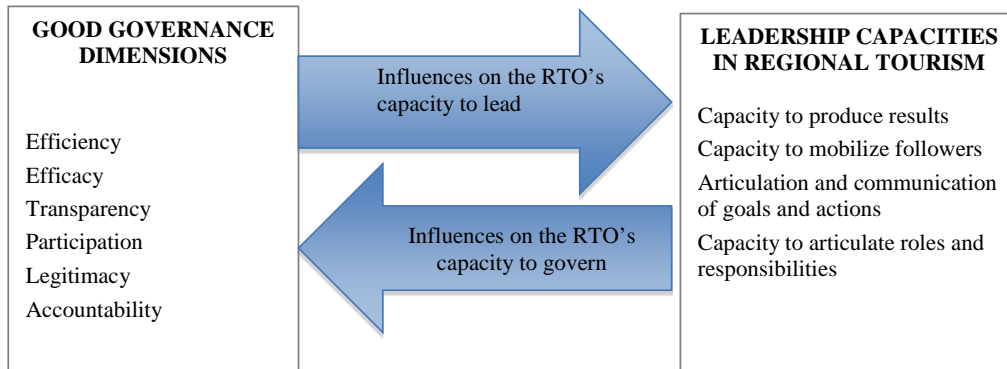 GOOD GOVERNANCE
DIMENSIONS
Efficiency
Efficacy
Transparency
Participation
Legitimacy
Accountability
Influences on the RTO’s
capacity to lead
Influences on the RTO’s
capacity to govern
LEADERSHIP CAPACITIES
IN REGIONAL TOURISM
Capacity to produce results
Capacity to mobilize followers
Articulation and communication
of goals and actions
Capacity to articulate roles and
responsibilities